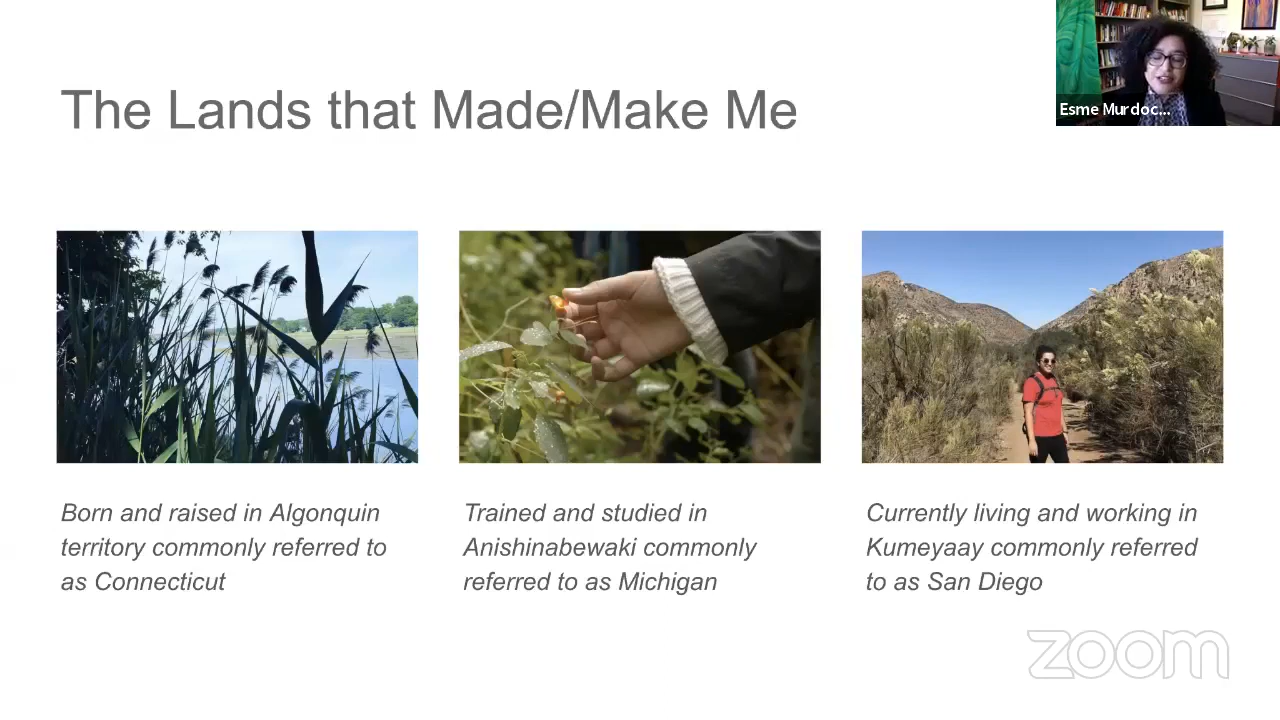 The Lands that Made/Make Me
Esme Murdoc...
Born and raised in Algonquin
territory commonly referred to
as Connecticut
Trained and studied in
Anishinabewaki commonly
referred to as Michigan
Currently living and working in
Kumeyaay commonly referred
to as San Diego
zoom